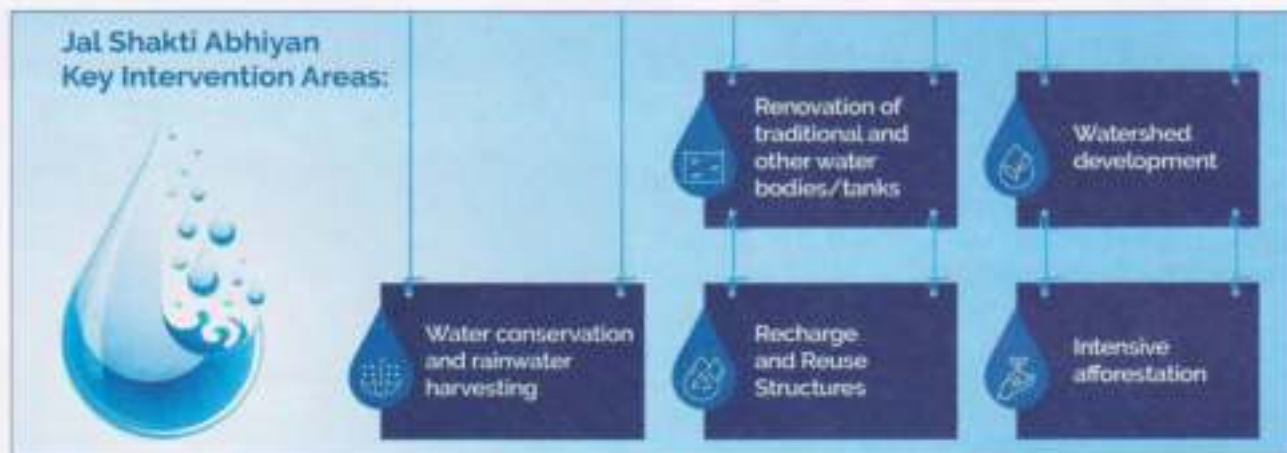 Jal Shakti Abhiyan
Key Intervention Areas:
Renovation of
traditional and
other water
bodies/tanks
Watershed
development
Water conservation
and rainwater
harvesting
Recharge
and Reuse
Structures
Intensive
afforestation